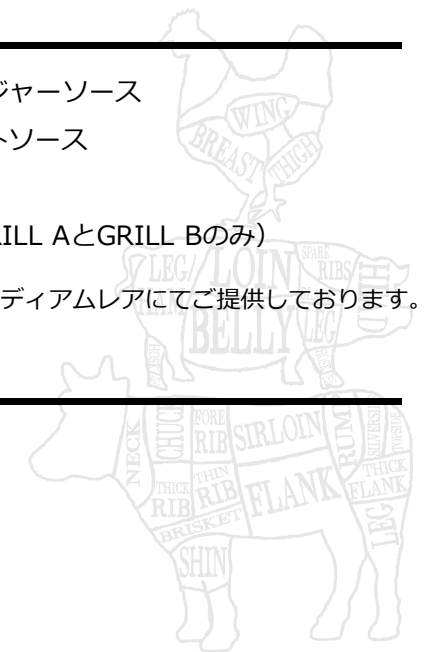 ジャーソース
トソース
RILL AとGRILL Bのみ）
ディアムレアにてご提供しております。
WING
BREAST
THIGH
LEG/
LOIN
SPARE
RIBS
HEAD
BELLY
LEG
NECK
CHUCK
FORE
RIB
SIRLOIN
RUMP
SILVERSIDE
TOPSIDE
THICK
RIB
THIN
RIB
FLANK
THICK
FLANK
BRISKET
LEG
SHIN